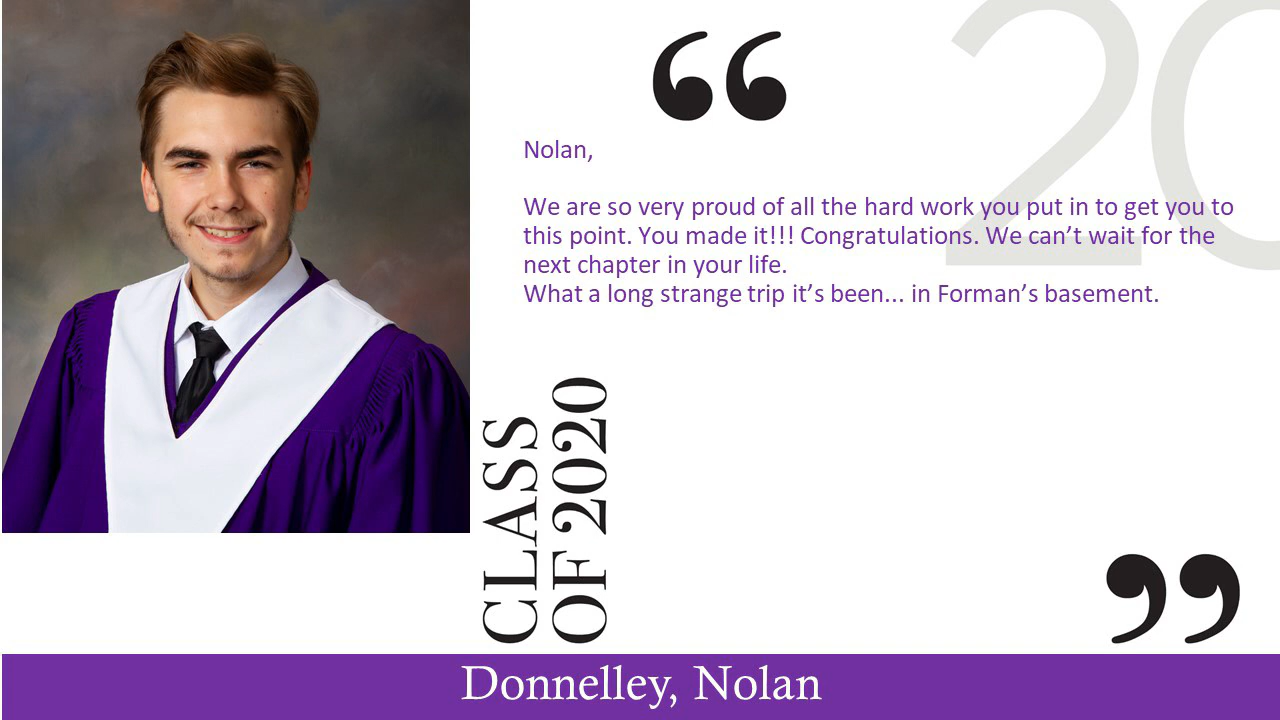 20
“
Nolan,
We are so very proud of all the hard work you put in to get you to
this point. You made it!!! Congratulations. We can’t wait for the
next chapter in your life.
What a long strange trip it’s been... in Forman’s basement.
CLASS
OF 2020
”
Donnelley, Nolan